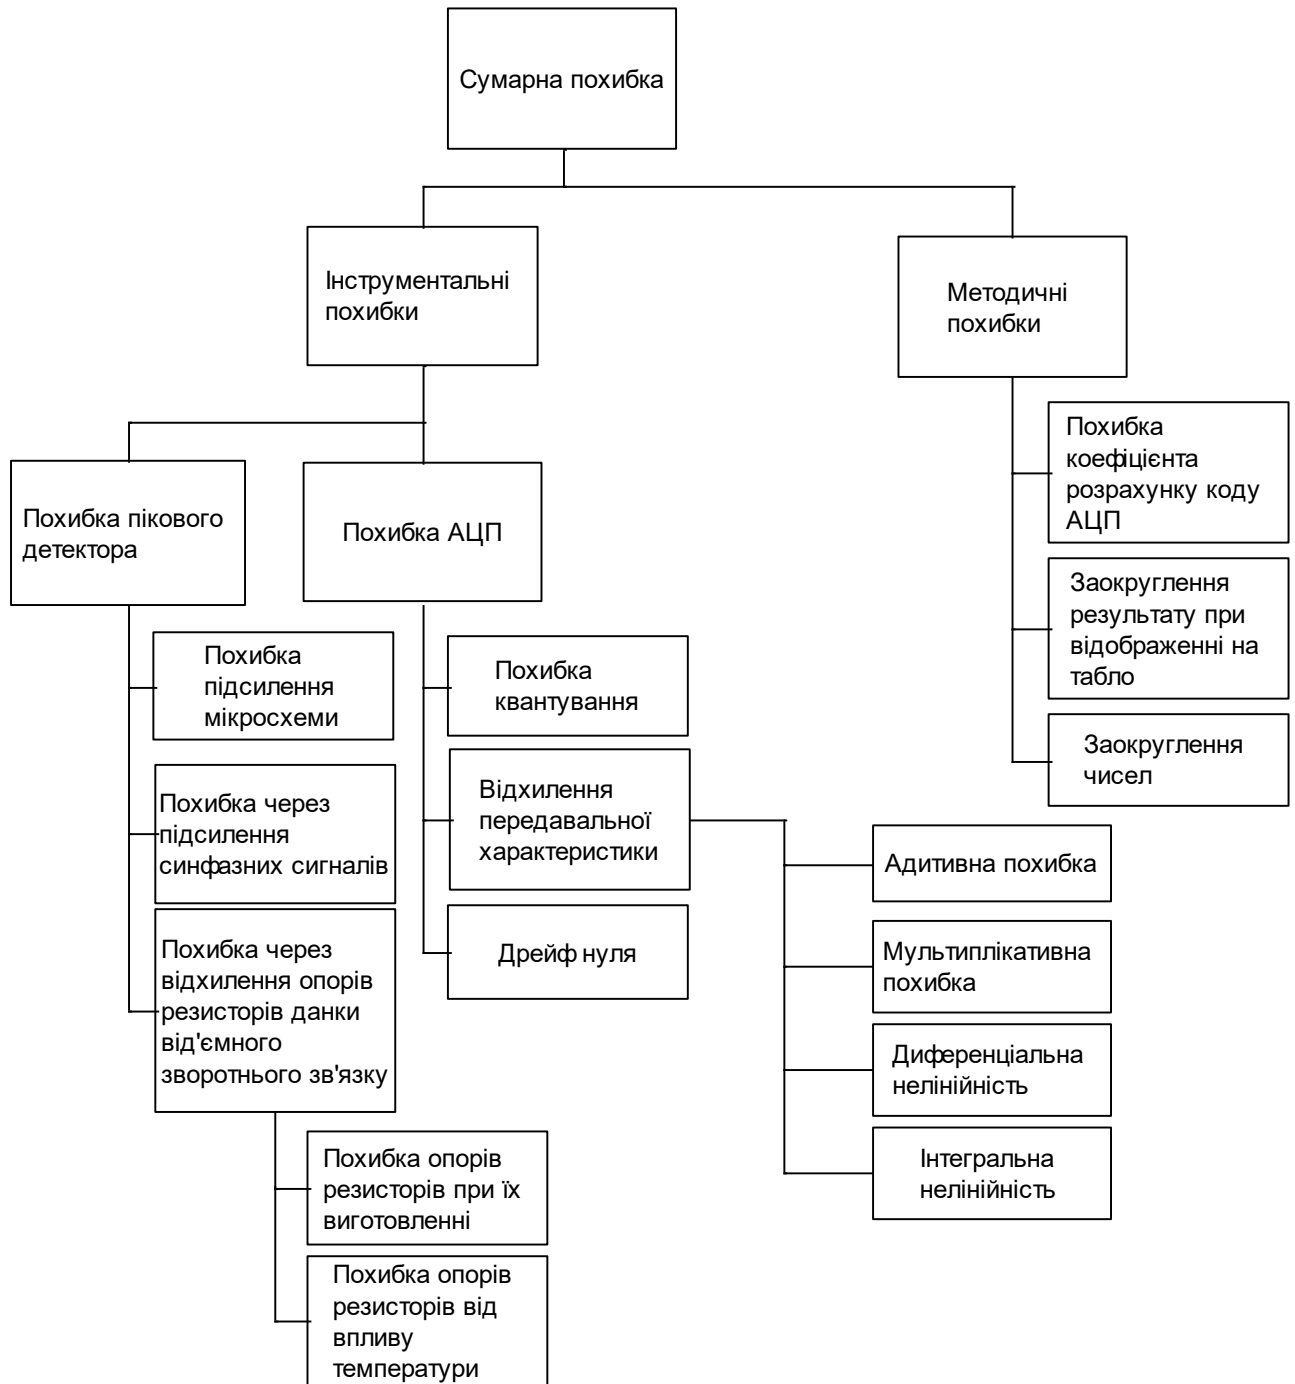 Сумарна похибка
Інструментальні
похибки
Методичні
похибки
Похибка пікового
детектора
Похибка АЦП
Похибка
коефіцієнта
розрахунку коду
АЦП
Заокруглення
результату при
відображенні на
табло
Заокруглення
чисел
Похибка
підсилення
мікросхеми
Похибка через
підсилення
синфазних сигналів
Похибка через
відхилення опорів
резисторів данки
від'ємного
зворотнього зв'язку
Похибка опорів
резисторів при їх
виготовленні
Похибка опорів
резисторів від
впливу
температури
Похибка
квантування
Відхилення
передавальної
характеристики
Дрейф нуля
Адитивна похибка
Мультиплікативна
похибка
Диференціальна
нелінійність
Інтегральна
нелінійність